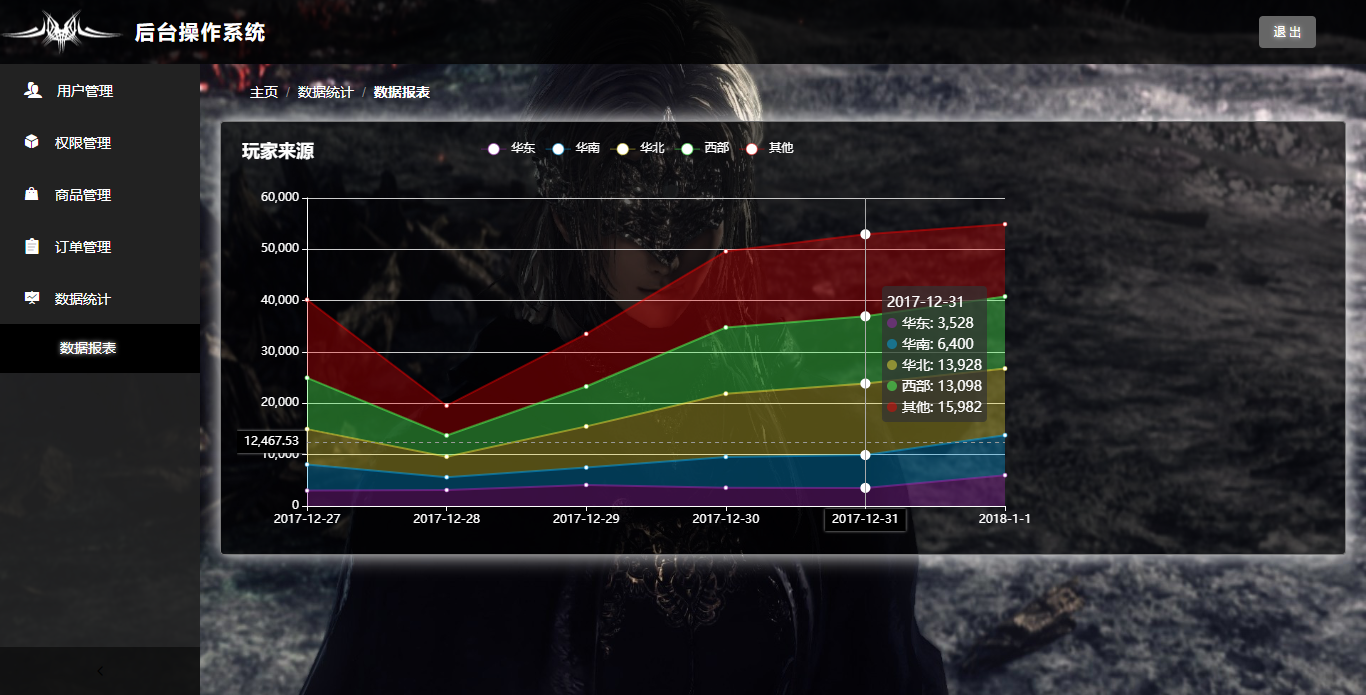 后台操作系统
退 出
用户管理
权限管理
商品管理
订单管理
数据统计
数据报表
主页 / 数据统计 / 数据报表
玩家来源
华东 华南 华北 西部 其他
60,000
50,000
40,000
30,000
20,000
12,467.53
10,000
0
2017-12-27 2017-12-28 2017-12-29 2017-12-30 2017-12-31 2018-1-1
2017-12-31
华东: 3,528
华南: 6,400
华北: 13,928
西部: 13,098
其他: 15,982